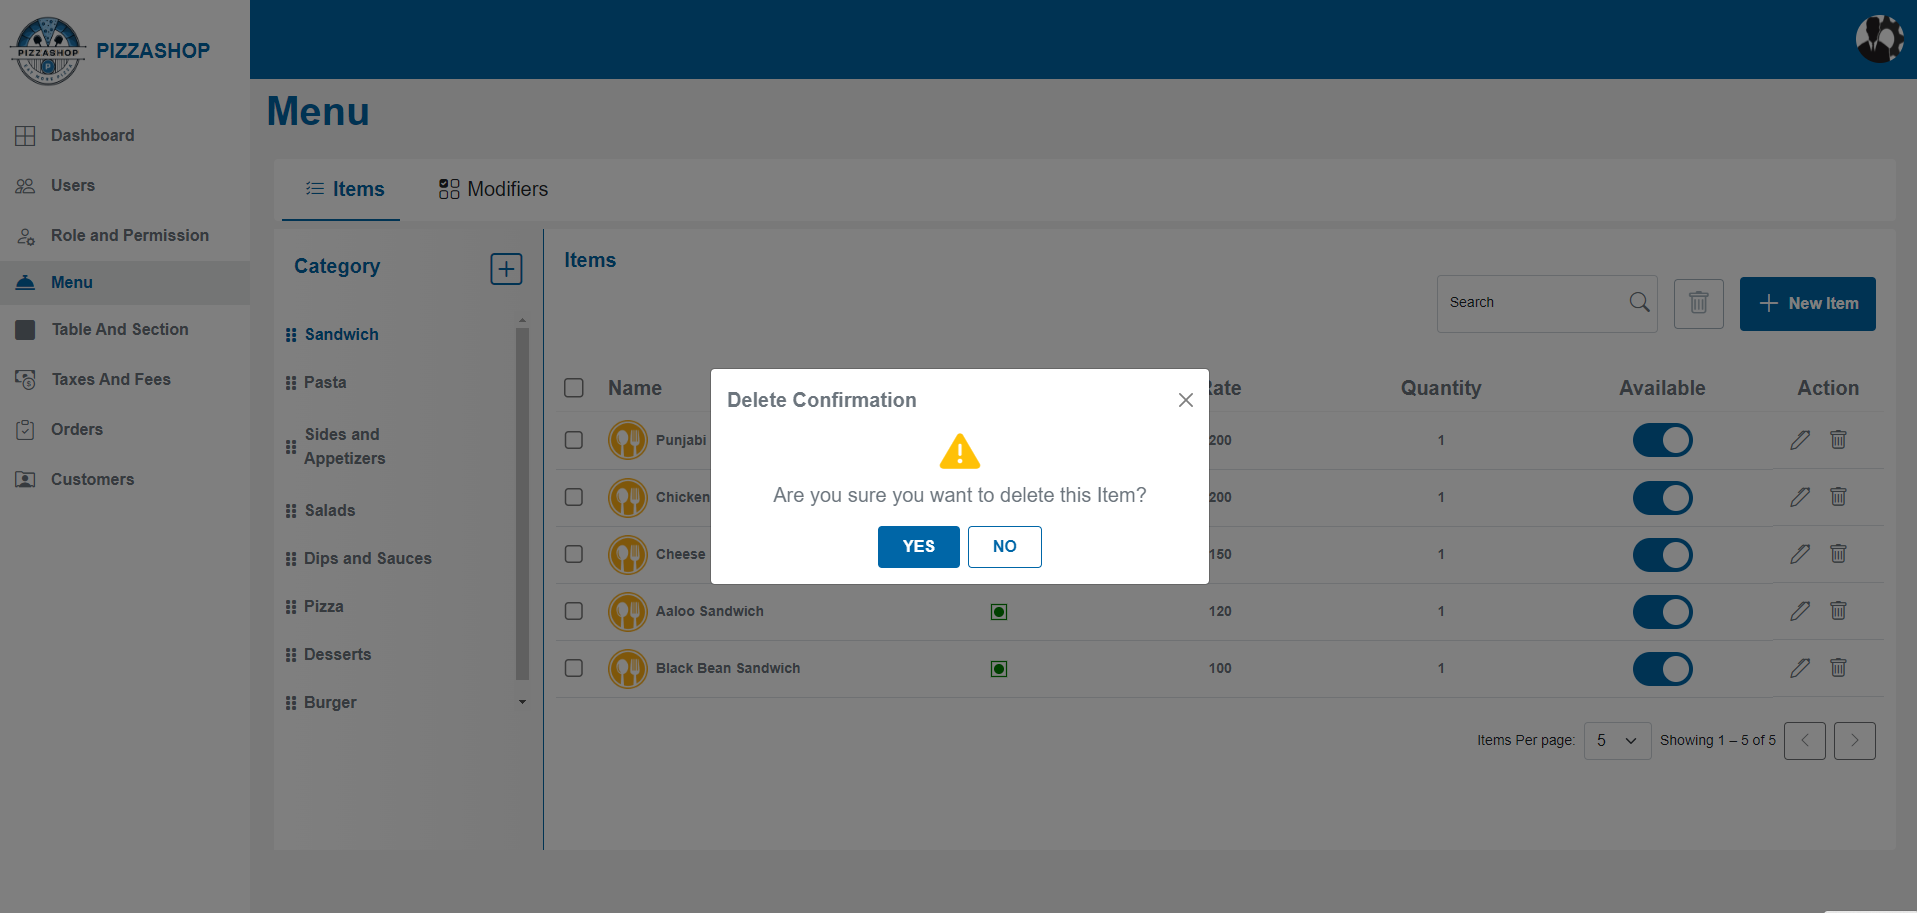 PIZZASHOP
PIZZASHOP
Dashboard
Users
Role and Permission
Menu
Table And Section
Taxes And Fees
Orders
Customers
Menu
Items
Modifiers
Category
Sandwich
Pasta
Sides and
Appetizers
Salads
Dips and Sauces
Pizza
Desserts
Burger
Items
Search
New Item
Name
Quantity
Available
Action
Punjabi
200
1
Chicken
200
1
Cheese
150
1
Aaloo Sandwich
120
1
Black Bean Sandwich
100
1
Items Per page:
5
Showing 1 – 5 of 5
Delete Confirmation
Are you sure you want to delete this Item?
YES
NO